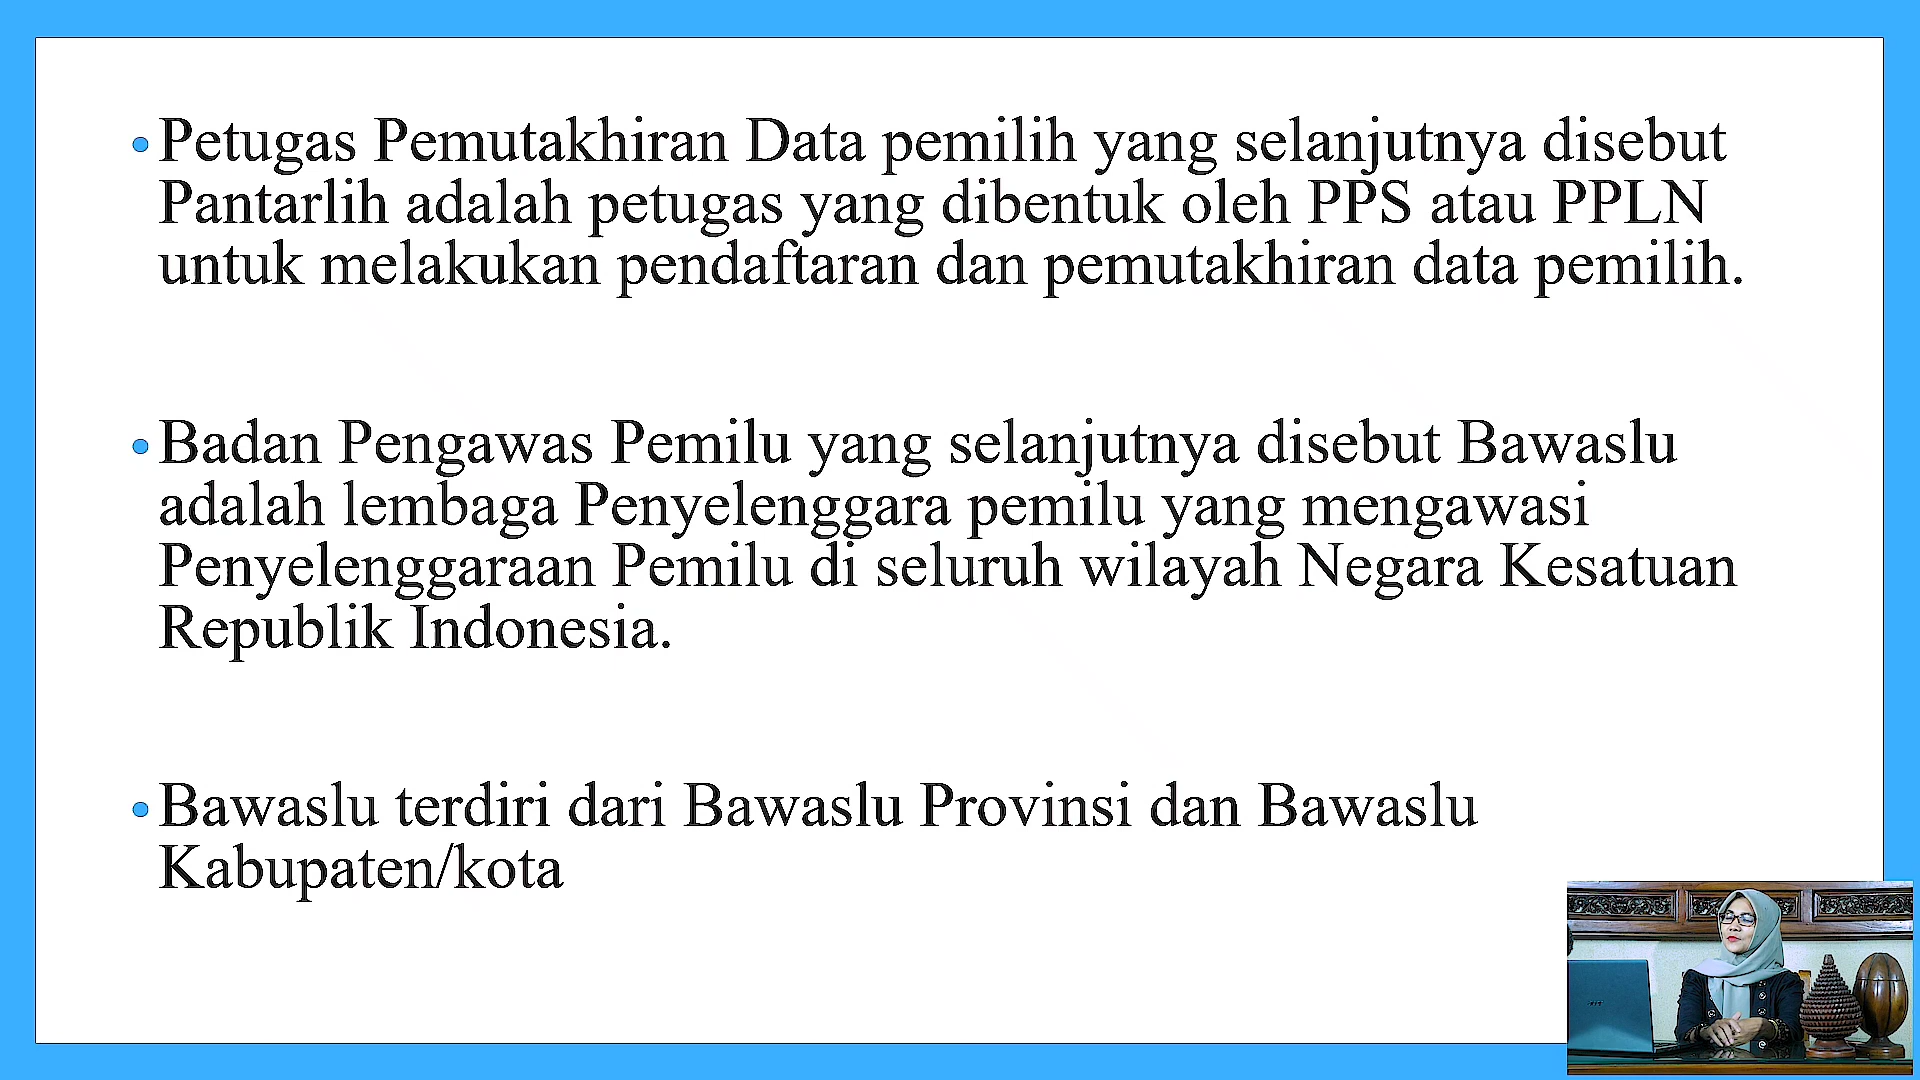 •Petugas Pemutakhiran Data pemilih yang selanjutnya disebut
Pantarlih adalah petugas yang dibentuk oleh PPS atau PPLN
untuk melakukan pendaftaran dan pemutakhiran data pemilih.
•Badan Pengawas Pemilu yang selanjutnya disebut Bawaslu
adalah lembaga Penyelenggara pemilu yang mengawasi
Penyelenggaraan Pemilu di seluruh wilayah Negara Kesatuan
Republik Indonesia.
•Bawaslu terdiri dari Bawaslu Provinsi dan Bawaslu
Kabupaten/kota